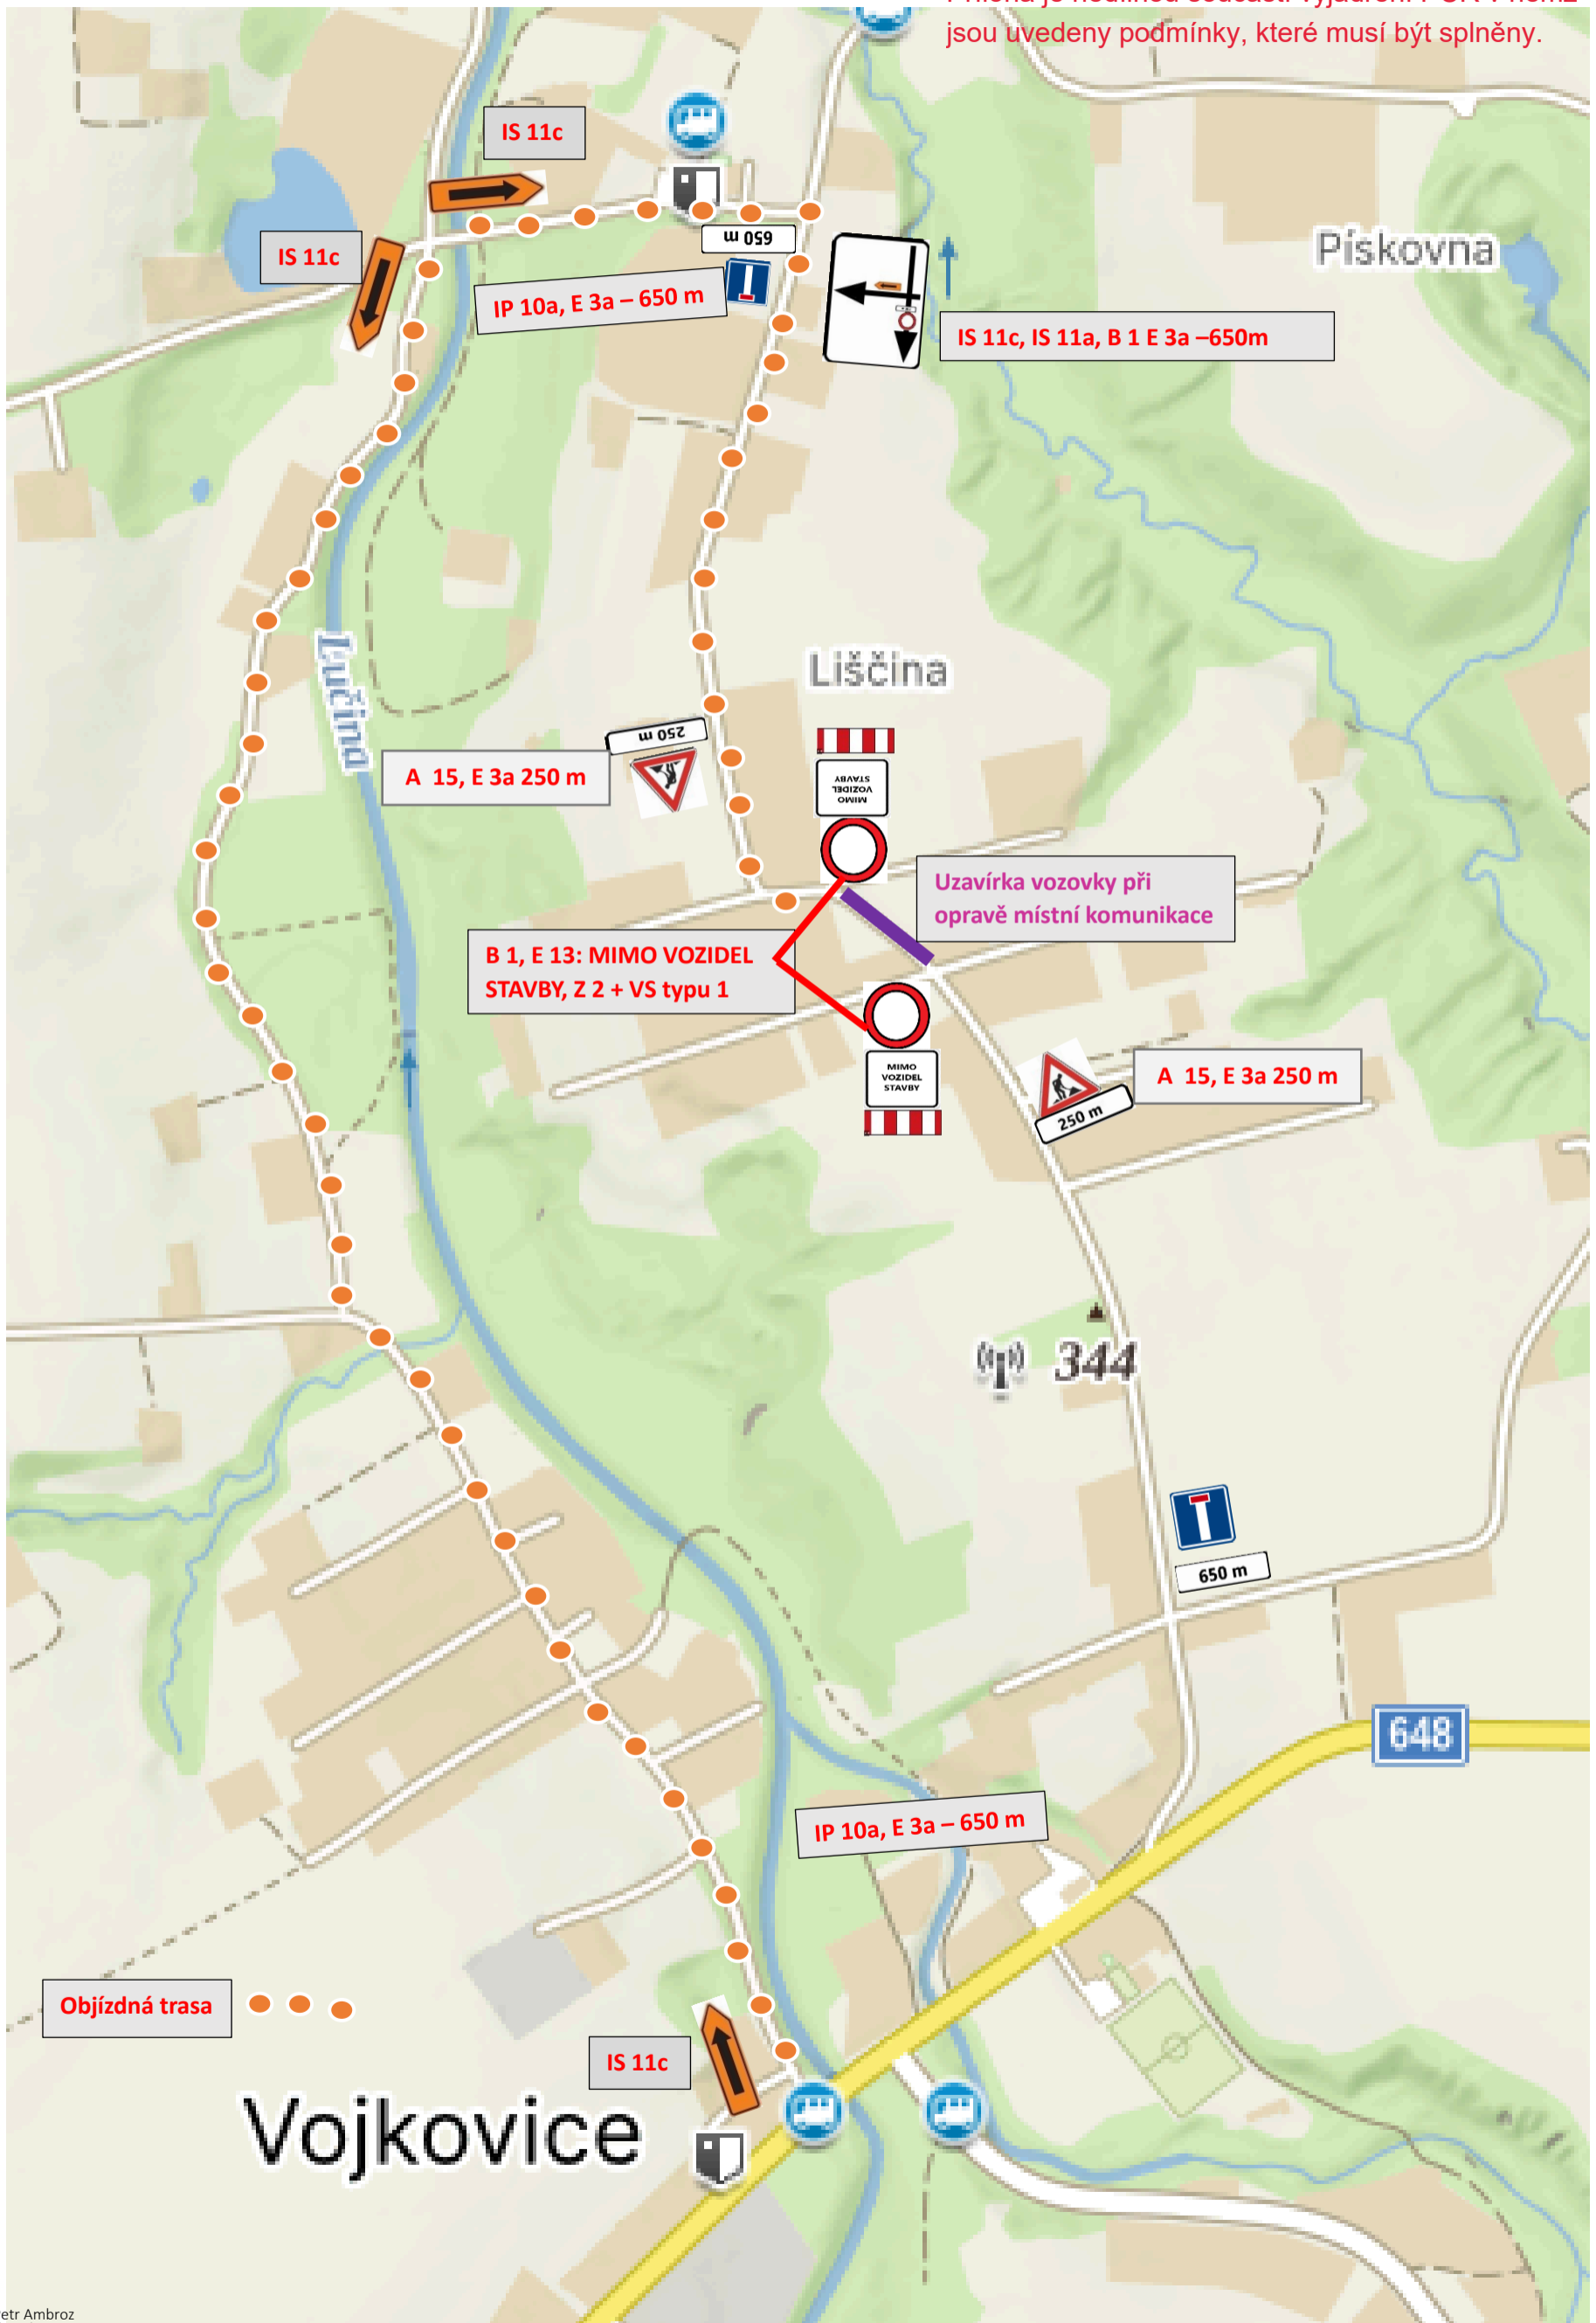 jsou uvedeny podmínky, které musí být splněny.
IS 11c
IS 11c
650 m
IP 10a, E 3a – 650 m
Pískovna
IS 11c, IS 11a, B 1 E 3a –650m
Lučina
Liščina
250 m
A 15, E 3a 250 m
MIMO
VOZIDEL
STAVBY
Uzavírka vozovky při
opravě místní komunikace
B 1, E 13: MIMO VOZIDEL
STAVBY, Z 2 + VS typu 1
MIMO
VOZIDEL
STAVBY
A 15, E 3a 250 m
250 m
344
650 m
648
IP 10a, E 3a – 650 m
Objízdná trasa
IS 11c
Vojkovice
etr Ambroz